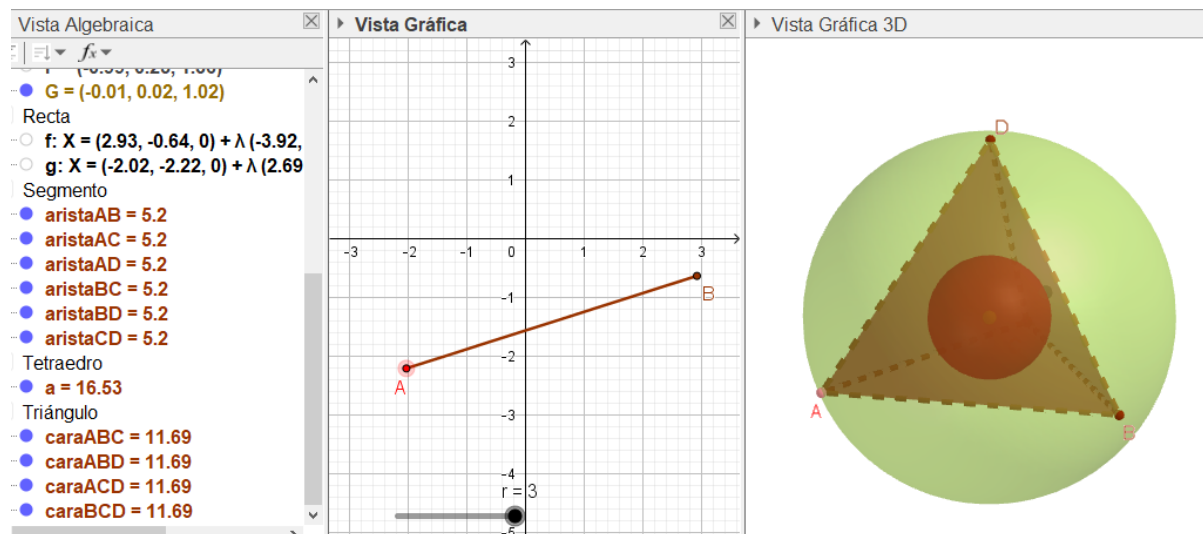 Vista Algebraica
Vista Gráfica
Vista Gráfica 3D
fx
G = (-0.01, 0.02, 1.02)
Recta
f: X = (2.93, -0.64, 0) + λ (-3.92,
g: X = (-2.02, -2.22, 0) + λ (2.69
Segmento
aristaAB = 5.2
aristaAC = 5.2
aristaAD = 5.2
aristaBC = 5.2
aristaBD = 5.2
aristaCD = 5.2
Tetraedro
a = 16.53
Triángulo
caraABC = 11.69
caraABD = 11.69
caraACD = 11.69
caraBCD = 11.69
3
2
1
-3 -2 -1 0 1 2 3
-1
-2
-3
-4
-5
A
B
r = 3
D
A
B